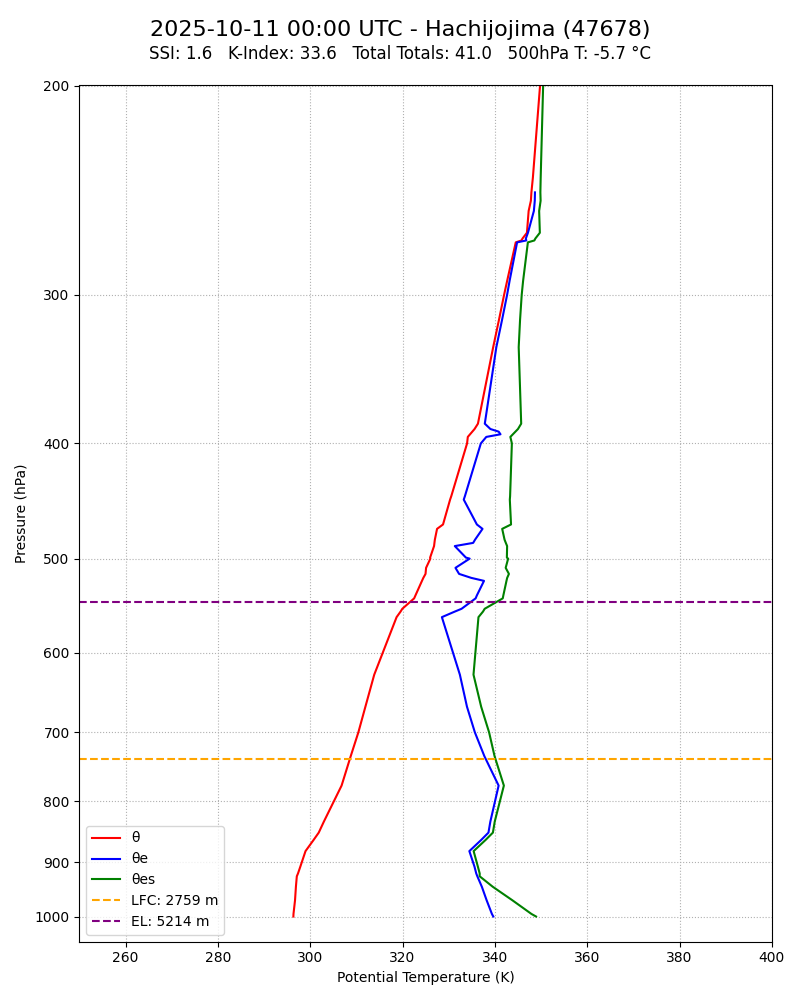 2025-10-11 00:00 UTC - Hachijojima (47678)
SSI: 1.6   K-Index: 33.6   Total Totals: 41.0   500hPa T: -5.7 °C
200
300
400
500
600
700
800
900
1000
Pressure (hPa)
θ
θe
θes
LFC: 2759 m
EL: 5214 m
260 280 300 320 340 360 380 400
Potential Temperature (K)